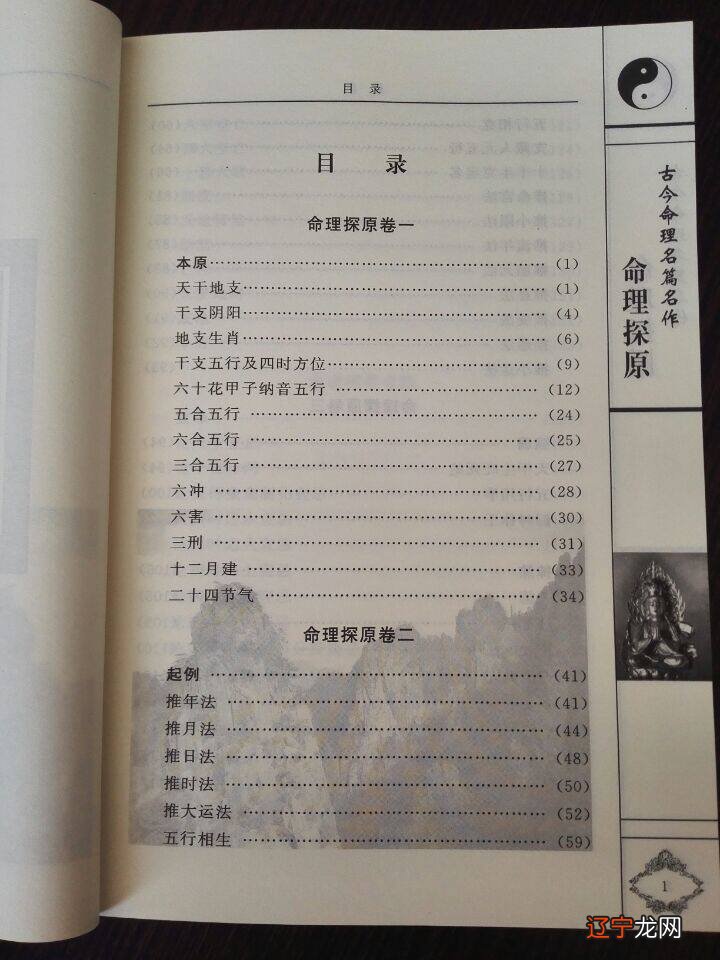 目 录
目 录
命理探原卷一
本原……(1)
天干地支……(1)
干支阴阳……(4)
地支生肖……(6)
干支五行及四时方位……(9)
六十花甲子纳音五行……(12)
五合五行……(24)
六合五行……(25)
三合五行……(27)
六冲……(28)
六害……(30)
三刑……(31)
十二月建……(33)
二十四节气……(34)
命理探原卷二
起例……(41)
推年法……(41)
推月法……(44)
推日法……(48)
推时法……(50)
推大运法……(52)
五行相生……(59)
古今命理名篇名作
命理探原
1
辽宁龙网